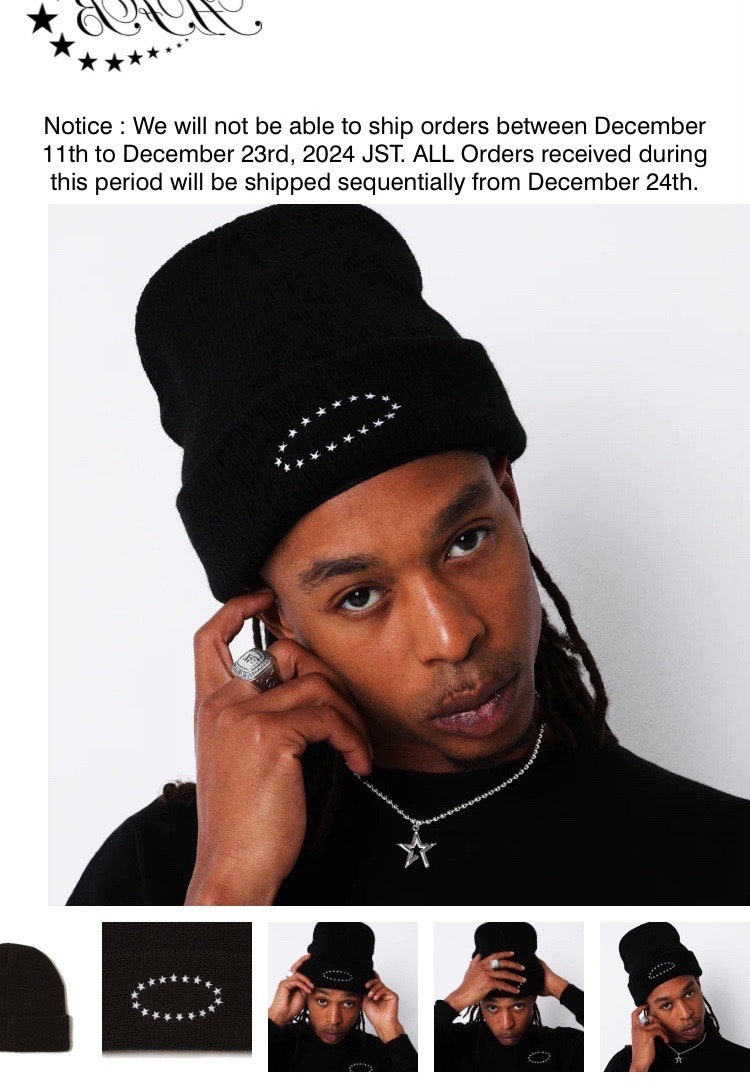 Notice : We will not be able to ship orders between December
11th to December 23rd, 2024 JST. ALL Orders received during
this period will be shipped sequentially from December 24th.